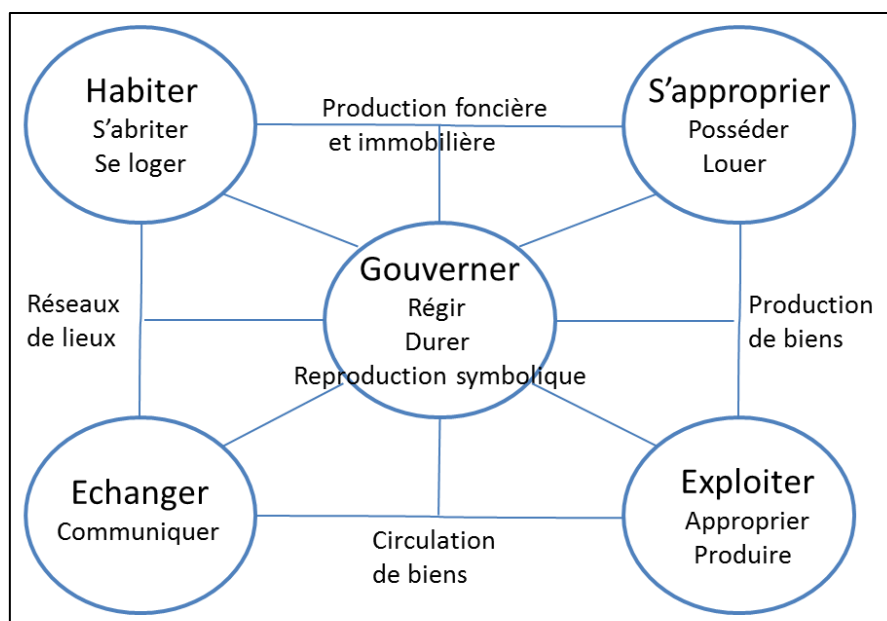 Habiter
S'abriter
Se loger
Production foncière
et immobilière
S'approprier
Posséder
Louer
Gouverner
Régir
Durer
Reproduction symbolique
Réseaux
de lieux
Production
de biens
Echanger
Communiquer
Circulation
de biens
Exploiter
Approprier
Produire